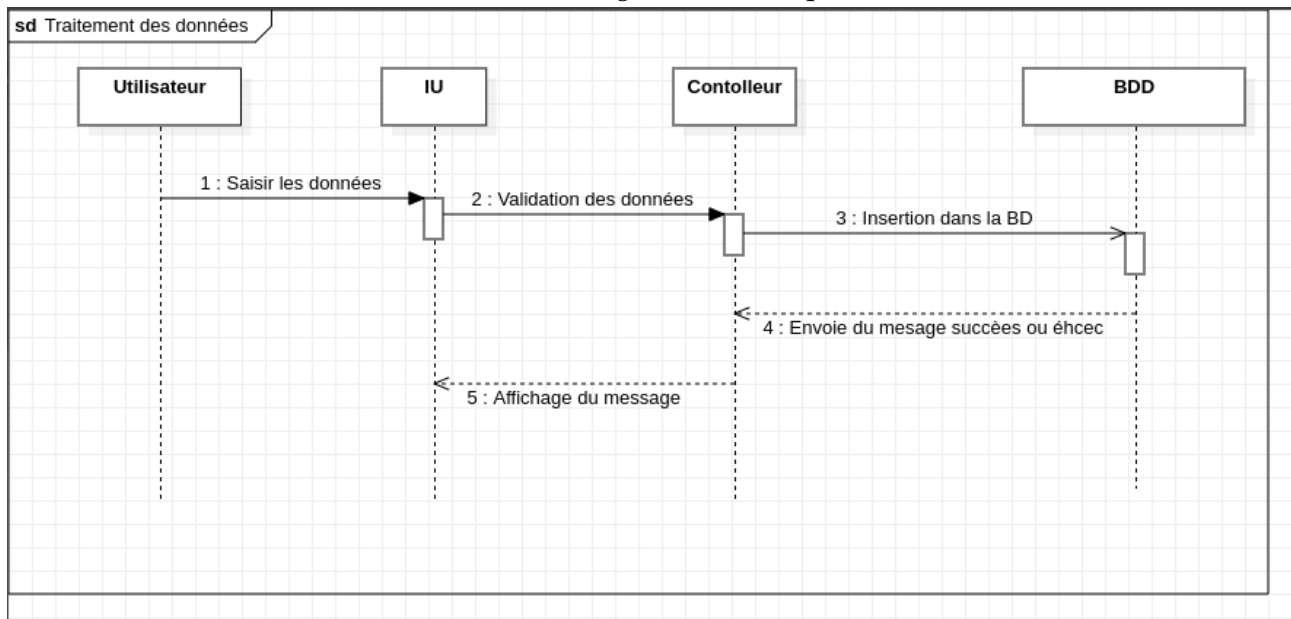 sd Traitement des données
Utilisateur
IU
Contolleur
BDD
1 : Saisir les données
2 : Validation des données
3 : Insertion dans la BD
4 : Envoie du mesage succèes ou éhcec
5 : Affichage du message